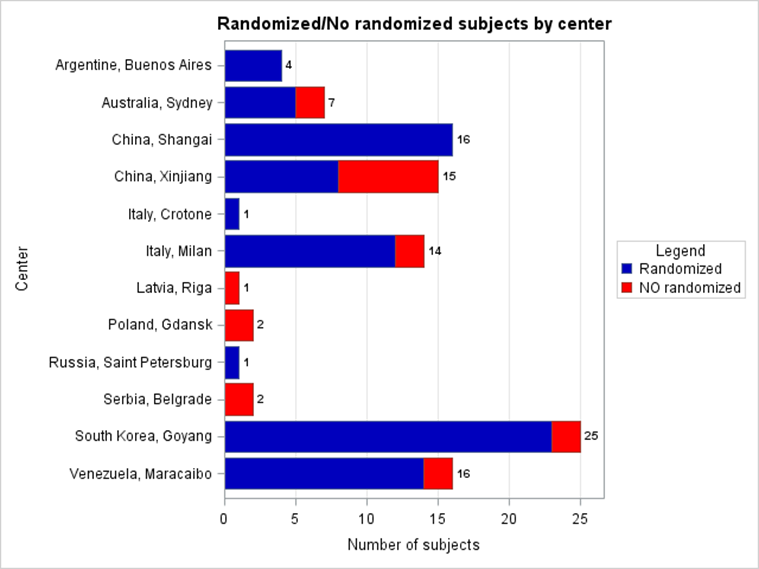 Randomized/No randomized subjects by center
Argentine, Buenos Aires
4
Australia, Sydney
7
China, Shangai
16
China, Xinjiang
15
Italy, Crotone
1
Italy, Milan
14
Latvia, Riga
1
Poland, Gdansk
2
Russia, Saint Petersburg
1
Serbia, Belgrade
2
South Korea, Goyang
25
Venezuela, Maracaibo
16
Center
0 5 10 15 20 25
Number of subjects
Legend
Randomized
NO randomized